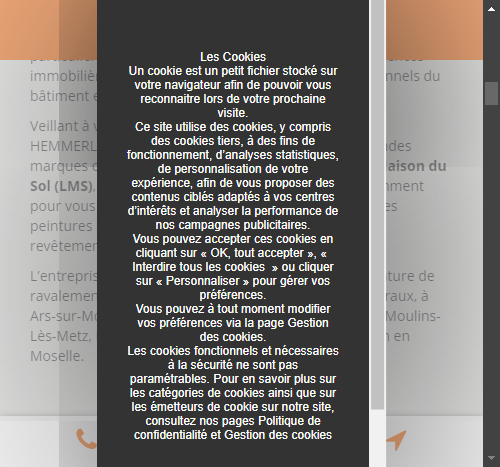 Les Cookies
Un cookie est un petit fichier stocké sur
votre navigateur afin de pouvoir vous
reconnaitre lors de votre prochaine
visite.
Ce site utilise des cookies, y compris
des cookies tiers, à des fins de
fonctionnement, d'analyses statistiques,
de personnalisation de votre
expérience, afin de vous proposer des
contenus ciblés adaptés à vos centres
d'intérêts et analyser la performance de
nos campagnes publicitaires.
Vous pouvez accepter ces cookies en
cliquant sur « OK, tout accepter », «
Interdire tous les cookies » ou cliquer
sur « Personnaliser » pour gérer vos
préférences.
Vous pouvez à tout moment modifier
vos préférences via la page Gestion
des cookies.
Les cookies fonctionnels et nécessaires
à la sécurité ne sont pas
paramétrables. Pour en savoir plus sur
les catégories de cookies ainsi que sur
les émetteurs de cookie sur notre site,
consultez nos pages Politique de
confidentialité et Gestion des cookies
bâtiment
Veillant à
marques
Sol (LMS),
pour vous
peintures
L'entrepris
ravalemen
Ars-sur-Mo
Lès-Metz,
Moselle.
du
aison du
ture de
raux, à
Moulins-
en